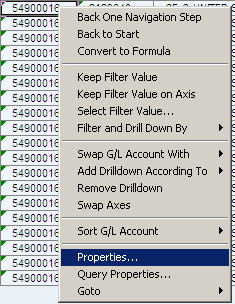 54900016
Back One Navigation Step
54900016
Back to Start
54900016
Convert to Formula
54900016
54900016
Keep Filter Value
54900016
Keep Filter Value on Axis
54900016
Select Filter Value...
54900016
Filter and Drill Down By
54900016
54900016
Swap G/L Account With
54900016
Add Drilldown According To
54900016
Remove Drilldown
54900016
Swap Axes
54900016
Sort G/L Account
54900016
54900016
Properties...
54900016
Query Properties...
54900016
Goto